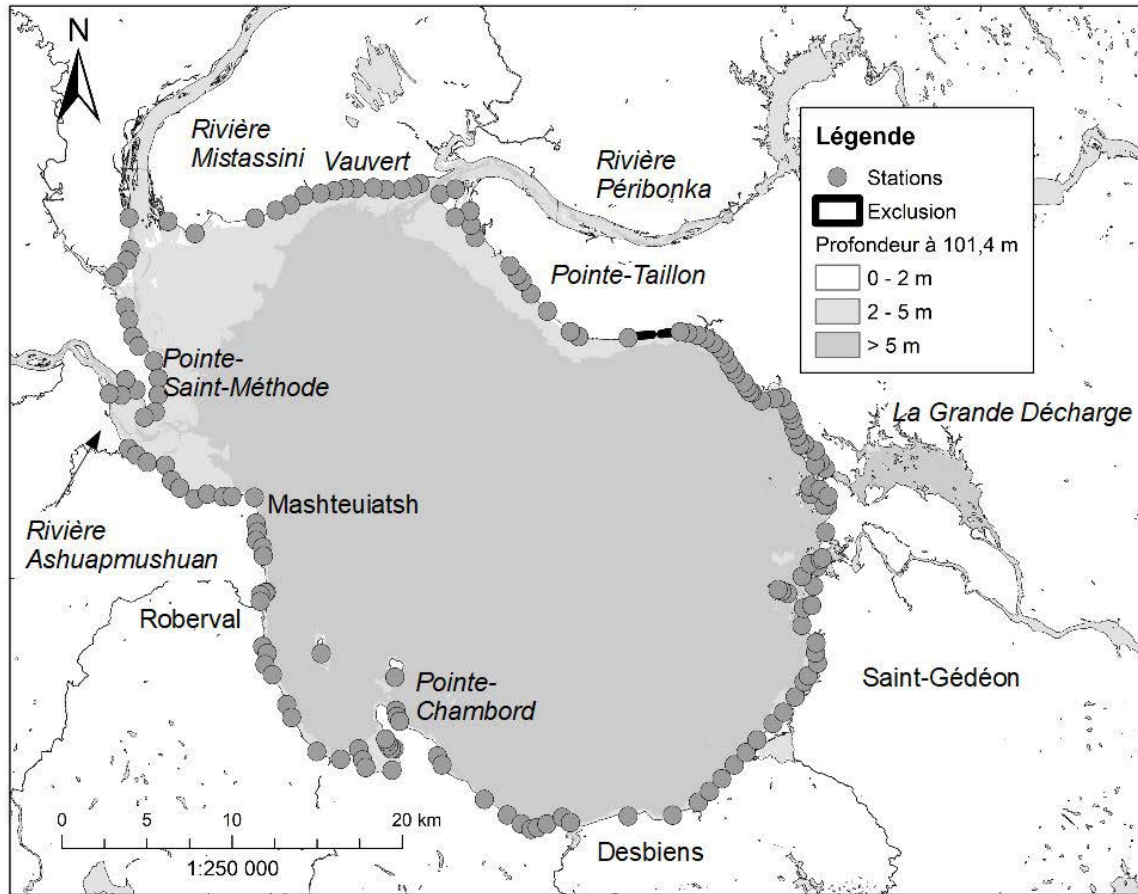 N
Rivière
Mistassini
Vauvert
Rivière
Péribonka
Pointe-Taillon
Légende
Stations
Exclusion
Profondeur à 101,4 m
0 - 2 m
2 - 5 m
> 5 m
Pointe-
Saint-Méthode
La Grande Décharge
Mashteuiatsh
Rivière
Ashuapmushuan
Roberval
Pointe-
Chambord
Saint-Gédéon
Desbiens
0 5 10 20 km
1:250 000